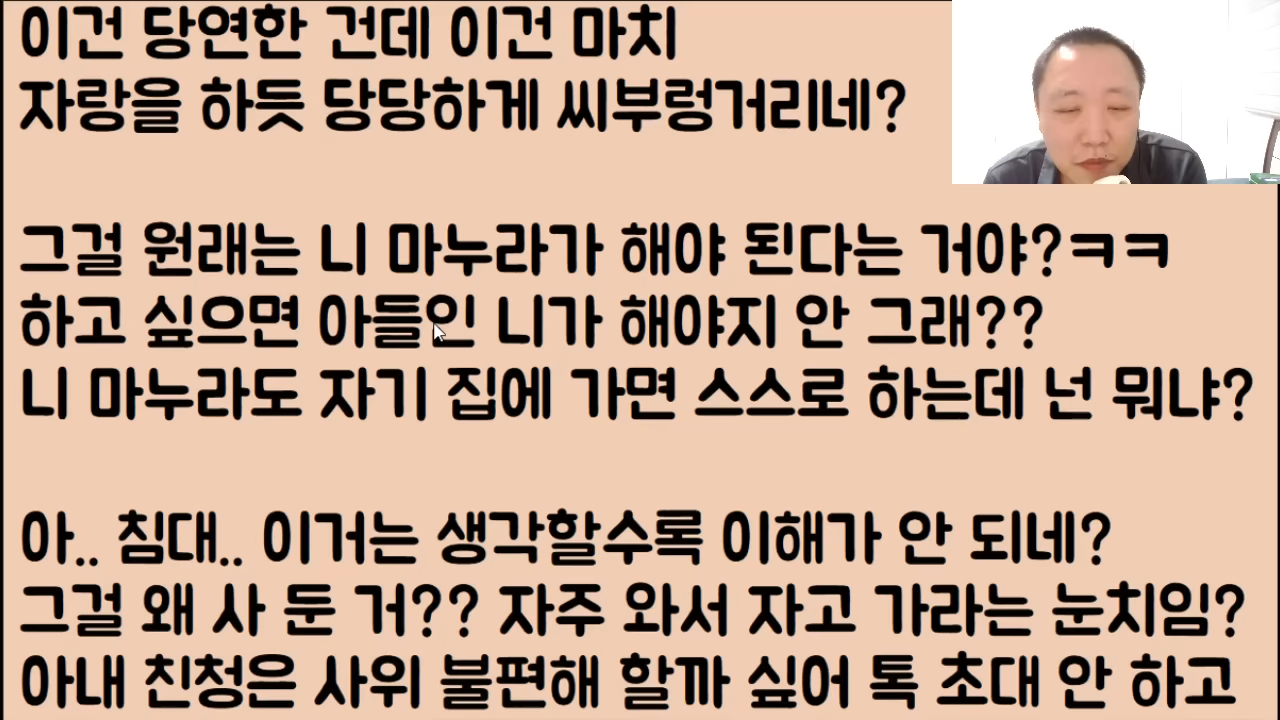 이건 당연한 건데 이건 마치
자랑을 하듯 당당하게 씨부렁거리네?
그걸 원래는 니 마누라가 해야 된다는 거야?ㅋㅋ
하고 싶으면 아들인 니가 해야지 안 그래??
니 마누라도 자기 집에 가면 스스로 하는데 넌 뭐냐?
아.. 침대.. 이거는 생각할수록 이해가 안 되네?
그걸 왜 사 둔 거?? 자주 와서 자고 가라는 눈치임?
아내 친청은 사위 불편해 할까 싶어 톡 초대 안 하고